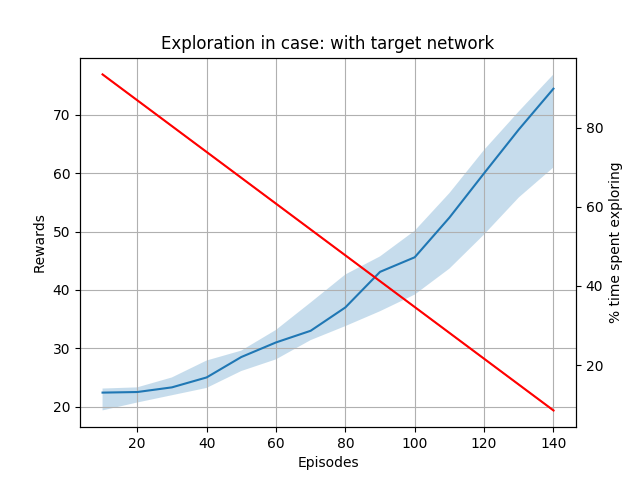 Exploration in case: with target network
Rewards
70
60
50
40
30
20
80
60
40
20
% time spent exploring
20 40 60 80 100 120 140
Episodes